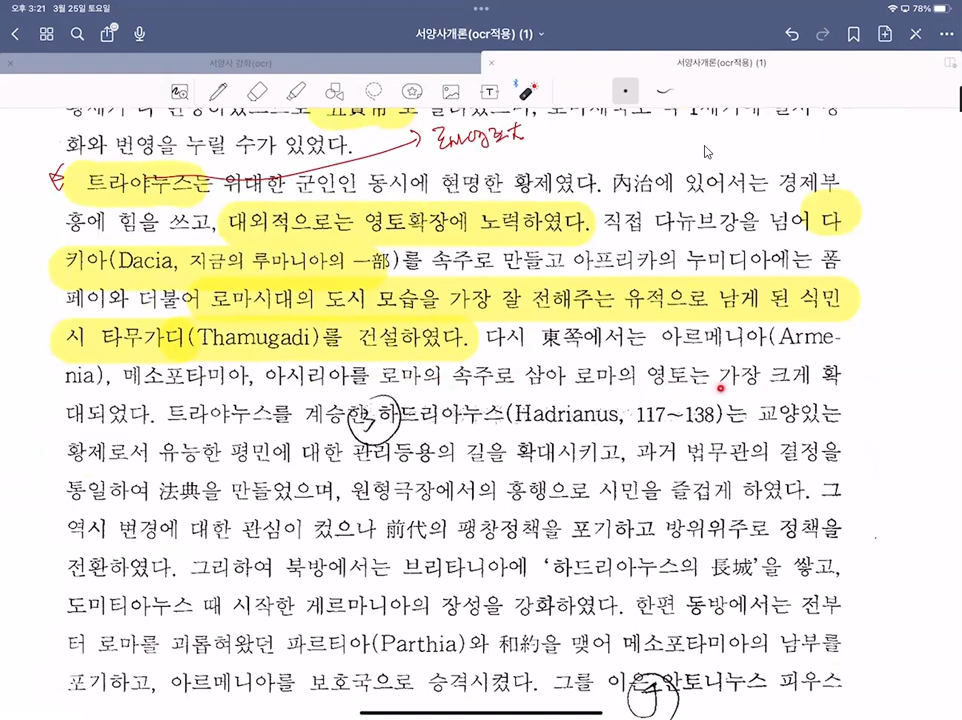 오후 3:21 3월 25일 토요일
78%
서양사개론(ocr적용) (1)
서양사 강좌(ocr)
서양사개론(ocr적용) (1)
화와 번영을 누릴 수가 있었다.
트라야누스는 위대한 군인인 동시에 현명한 황제였다. 內治에 있어서는 경제부
흥에 힘을 쓰고, 대외적으로는 영토확장에 노력하였다. 직접 다뉴브강을 넘어 다
키아(Dacia, 지금의 루마니아의 一部)를 속주로 만들고 아프리카의 누미디아에는 폼
페이와 더불어 로마시대의 도시 모습을 가장 잘 전해주는 유적으로 남게 된 식민
시 타무가디(Thamugadi)를 건설하였다. 다시 東쪽에서는 아르메니아(Arme-
nia), 메소포타미아, 아시리아를 로마의 속주로 삼아 로마의 영토는 가장 크게 확
대되었다. 트라야누스를 계승한 하드리아누스(Hadrianus, 117~138)는 교양있는
황제로서 유능한 평민에 대한 관리등용의 길을 확대시키고, 과거 법무관의 결정을
통일하여 法典을 만들었으며, 원형극장에서의 흥행으로 시민을 즐겁게 하였다. 그
역시 변경에 대한 관심이 컸으나 前代의 팽창정책을 포기하고 방위위주로 정책을
전환하였다. 그리하여 북방에서는 브리타니아에 ‘하드리아누스의 長城’을 쌓고,
도미티아누스 때 시작한 게르마니아의 장성을 강화하였다. 한편 동방에서는 전부
터 로마를 괴롭혀왔던 파르티아(Parthia)와 和約을 맺어 메소포타미아의 남부를
포기하고, 아르메니아를 보호국으로 승격시켰다. 그를 이은 안토니누스 피우스